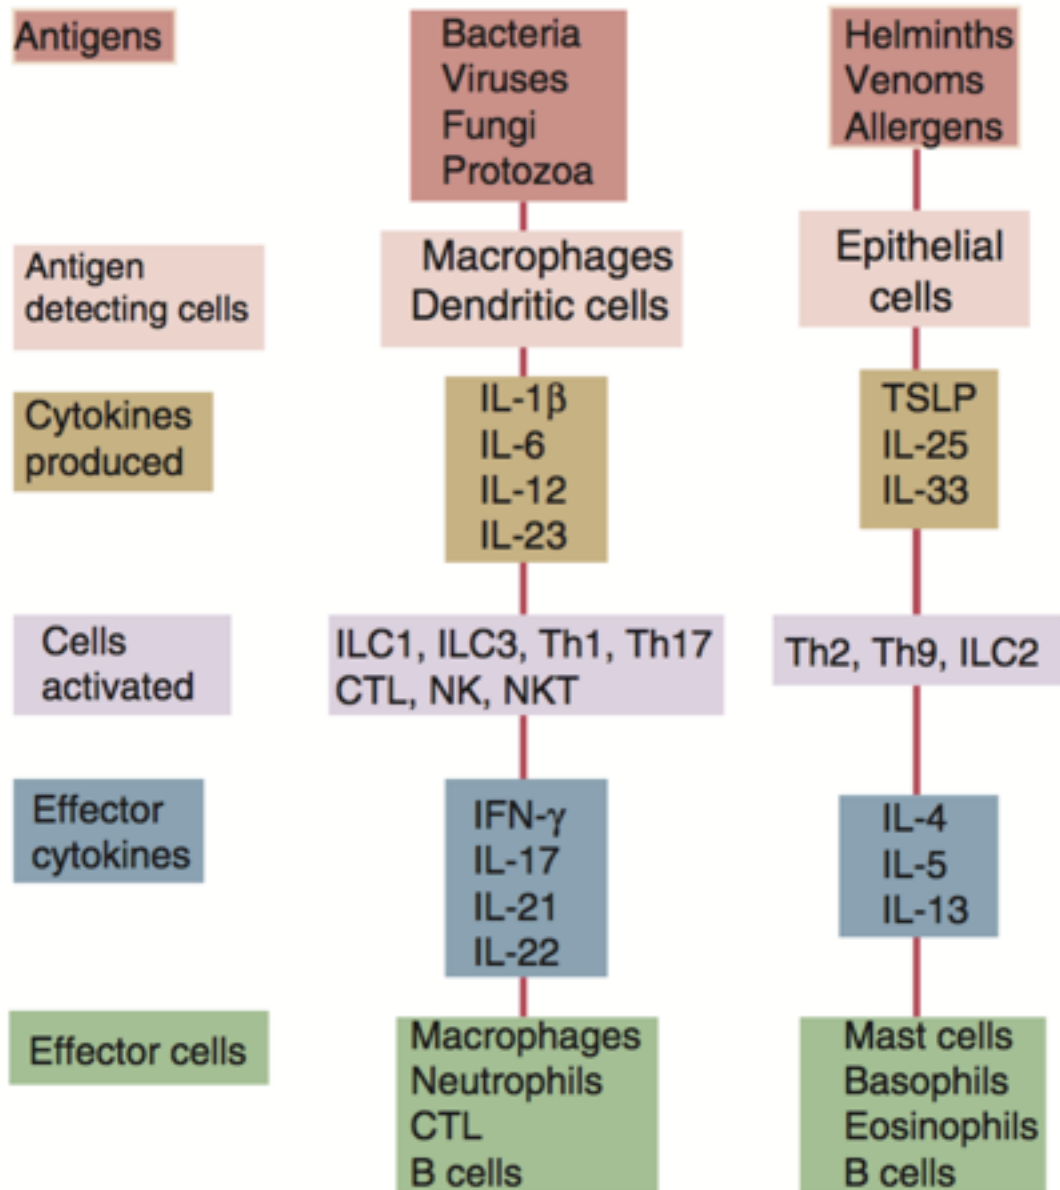 Antigens
Bacteria
Viruses
Fungi
Protozoa
Helminths
Venoms
Allergens
Antigen
detecting cells
Macrophages
Dendritic cells
Epithelial
cells
Cytokines
produced
IL-1β
IL-6
IL-12
IL-23
TSLP
IL-25
IL-33
Cells
activated
ILC1, ILC3, Th1, Th17
CTL, NK, NKT
Th2, Th9, ILC2
Effector
cytokines
IFN-γ
IL-17
IL-21
IL-22
IL-4
IL-5
IL-13
Effector cells
Macrophages
Neutrophils
CTL
B cells
Mast cells
Basophils
Eosinophils
B cells